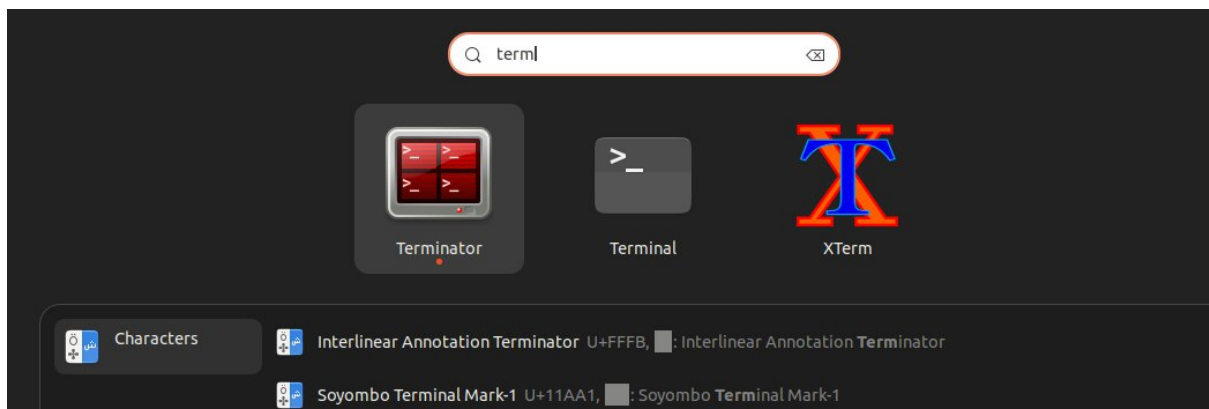 term
Terminator
Terminal
XTerm
Characters
Interlinear Annotation Terminator U+FFFB, : Interlinear Annotation Terminator
Soyombo Terminal Mark-1 U+11AA1, : Soyombo Terminal Mark-1